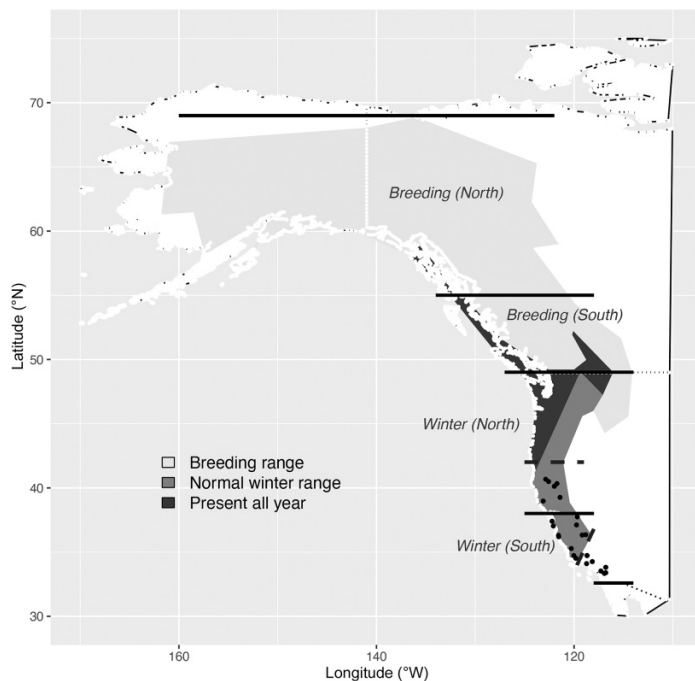 70
Breeding (North)
60
Breeding (South)
Latitude (°N)
50
Winter (North)
Breeding range
Normal winter range
Present all year
40
Winter (South)
30
160
140
120
Longitude (°W)